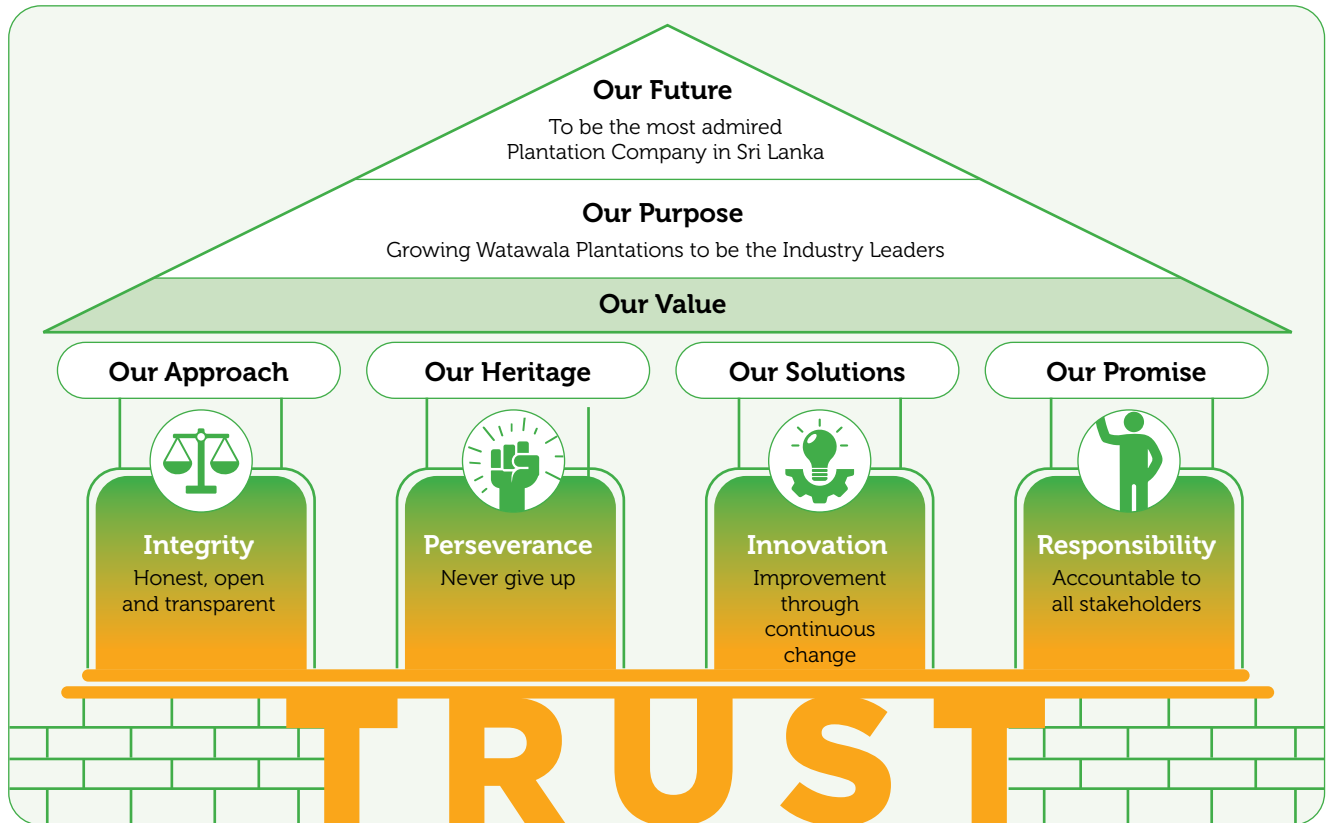 Our Future
To be the most admired
Plantation Company in Sri Lanka
Our Purpose
Growing Watawala Plantations to be the Industry Leaders
Our Value
Our Approach
Integrity
Honest, open
and transparent
Our Heritage
Perseverance
Never give up
Our Solutions
Innovation
Improvement
through
continuous
change
Our Promise
Responsibility
Accountable to
all stakeholders
TRUST